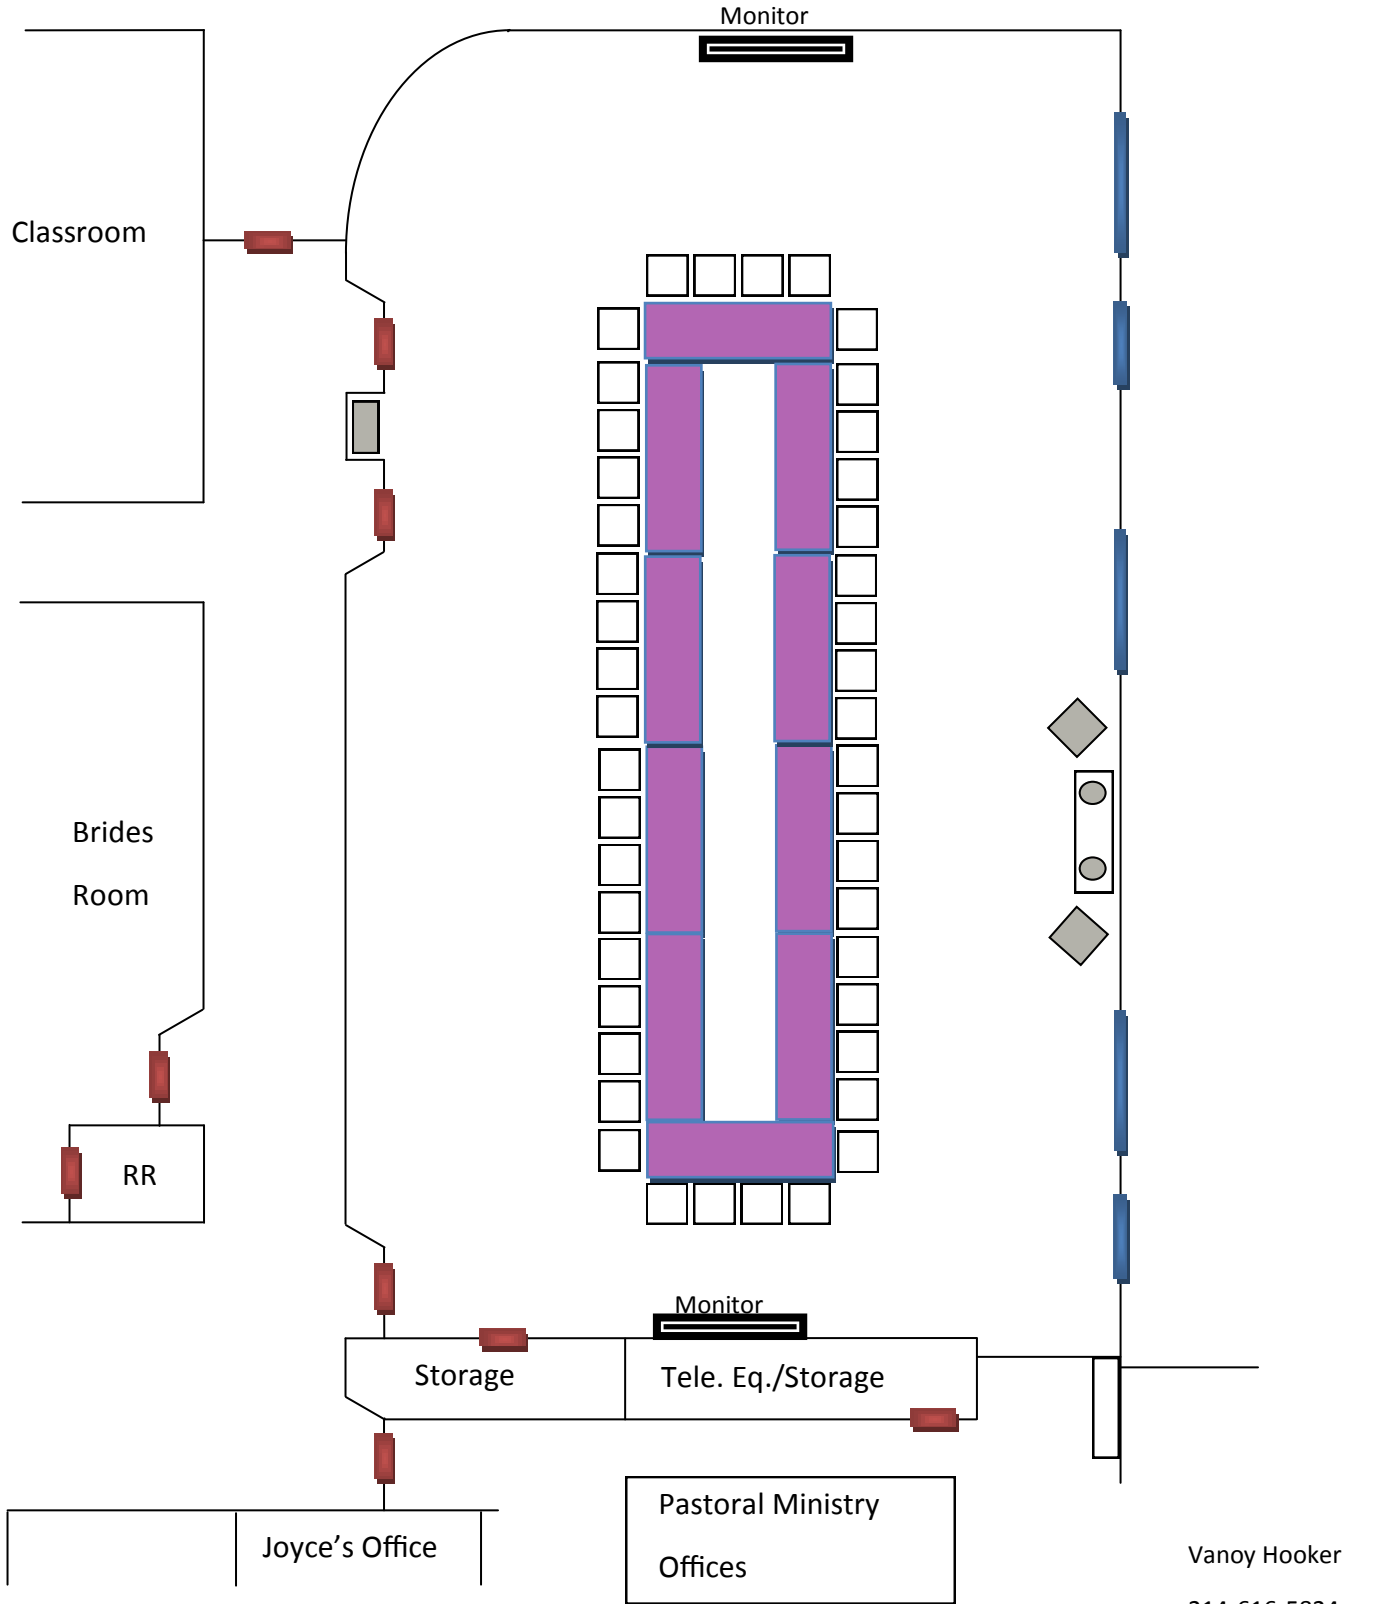 Monitor
Classroom
Brides
Room
RR
Monitor
Storage
Tele. Eq./Storage
Pastoral Ministry
Offices
Joyce’s Office
Vanoy Hooker